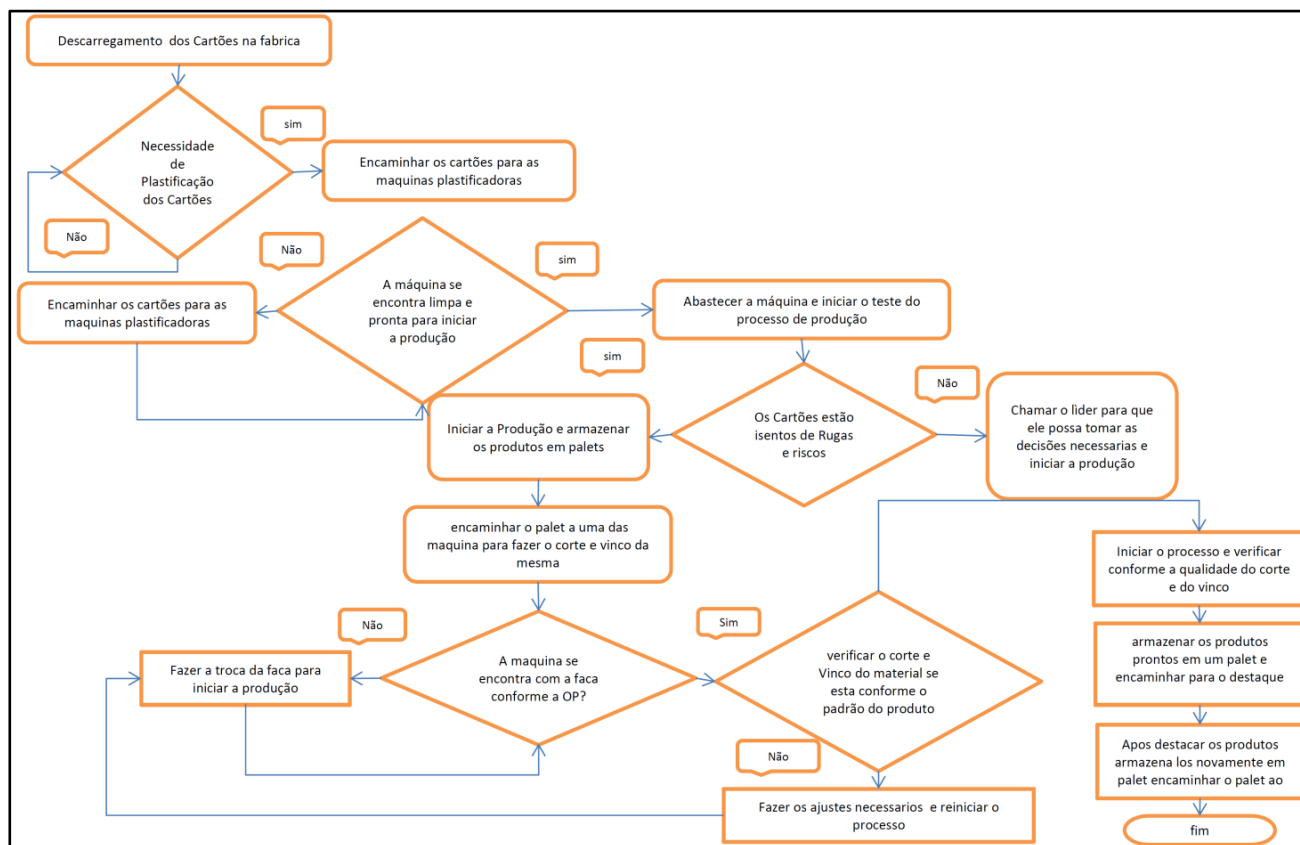 Descarregamento dos Cartões na fabrica
sim
Necessidade
de
Plastificação
dos Cartões
Encaminhar os cartões para as
maquinas plastificadoras
Não
Não
sim
A máquina se
encontra limpa e
pronta para iniciar
a produção
Encaminhar os cartões para as
maquinas plastificadoras
Abastecer a máquina e iniciar o teste do
processo de produção
sim
Não
Os Cartões estão
isentos de Rugas
e riscos
Chamar o lìder para que
ele possa tomar as
decisões necessarias e
iniciar a produção
Iniciar a Produção e armazenar
os produtos em palets
encaminhar o palet a uma das
maquina para fazer o corte e vinco da
mesma
Iniciar o processo e verificar
conforme a qualidade do corte
e do vinco
Não
Sim
A maquina se
encontra com a faca
conforme a OP?
Fazer a troca da faca para
iniciar a produção
verificar o corte e
Vinco do material se
esta conforme o
padrão do produto
armazenar os produtos
prontos em um palet e
encaminhar para o destaque
Não
Apos destacar os produtos
armazena los novamente em
palet encaminhar o palet ao
Fazer os ajustes necessarios e reiniciar o
processo
fim